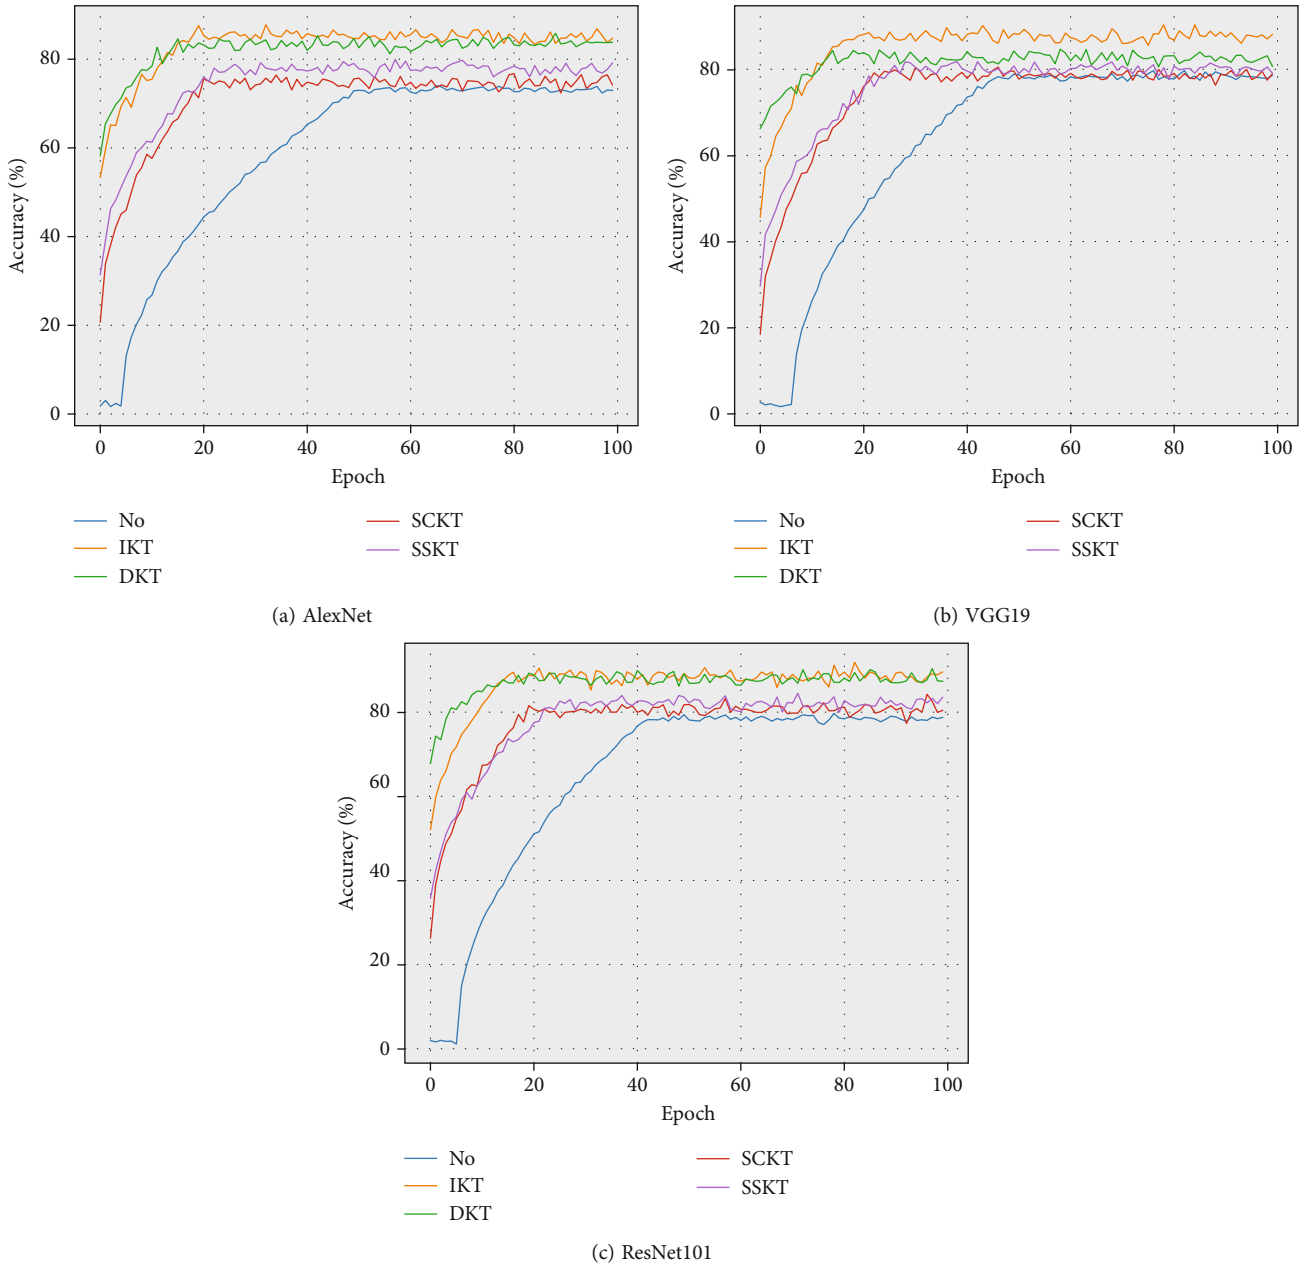 Accuracy (%)
80
60
40
20
0
0 20 40 60 80 100
Epoch
No SCKT
IKT SSKT
DKT
(a) AlexNet
Accuracy (%)
80
60
40
20
0
0 20 40 60 80 100
Epoch
No SCKT
IKT SSKT
DKT
(b) VGG19
Accuracy (%)
80
60
40
20
0
0 20 40 60 80 100
Epoch
No SCKT
IKT SSKT
DKT
(c) ResNet101